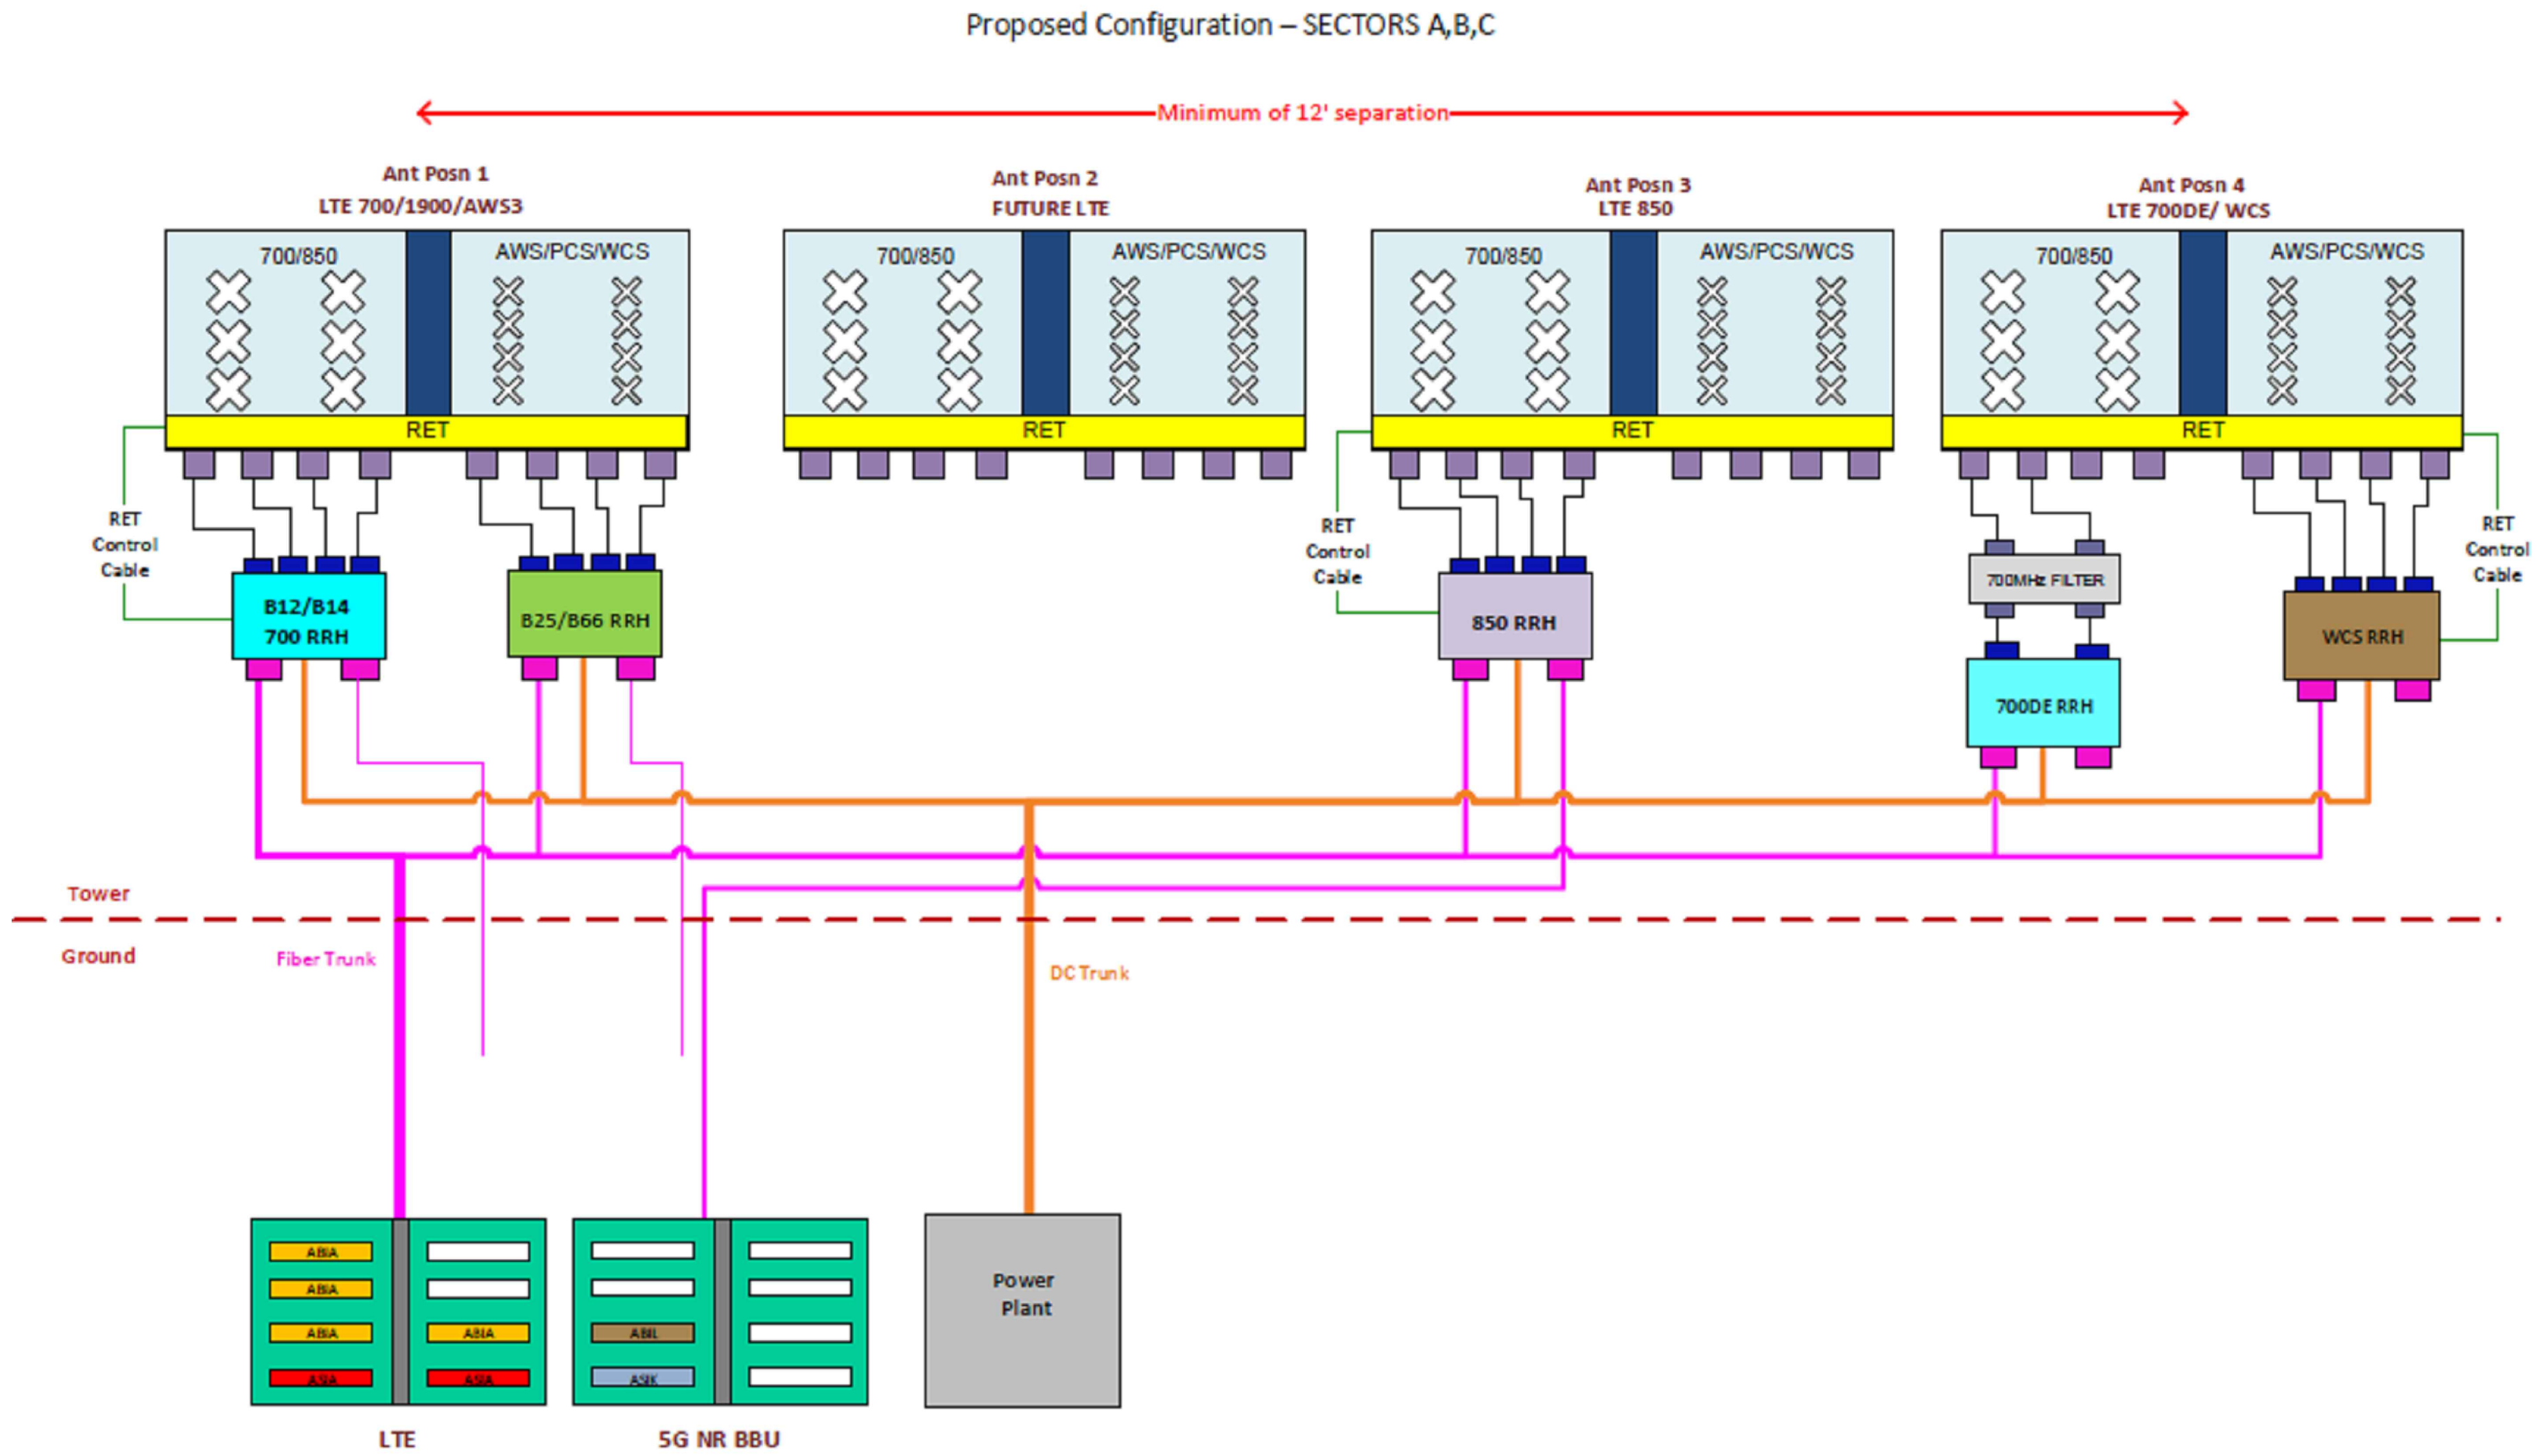 Proposed Configuration – SECTORS A,B,C
Minimum of 12' separation
Ant Posn 1
LTE 700/1900/AWS3
Ant Posn 2
FUTURE LTE
Ant Posn 3
LTE 850
Ant Posn 4
LTE 700DE/ WCS
700/850
AWS/PCS/WCS
700/850
AWS/PCS/WCS
700/850
AWS/PCS/WCS
700/850
AWS/PCS/WCS
RET
RET
RET
RET
RET
Control
Cable
B12/B14
700 RRH
B25/B66 RRH
RET
Control
Cable
850 RRH
700MHz FILTER
700DE RRH
WCS RRH
RET
Control
Cable
Tower
Ground
Fiber Trunk
DC Trunk
ABIA
ABIA
ABIA
ABIA
ASIA
ASIA
LTE
ABIL
ASIK
5G NR BBU
Power
Plant